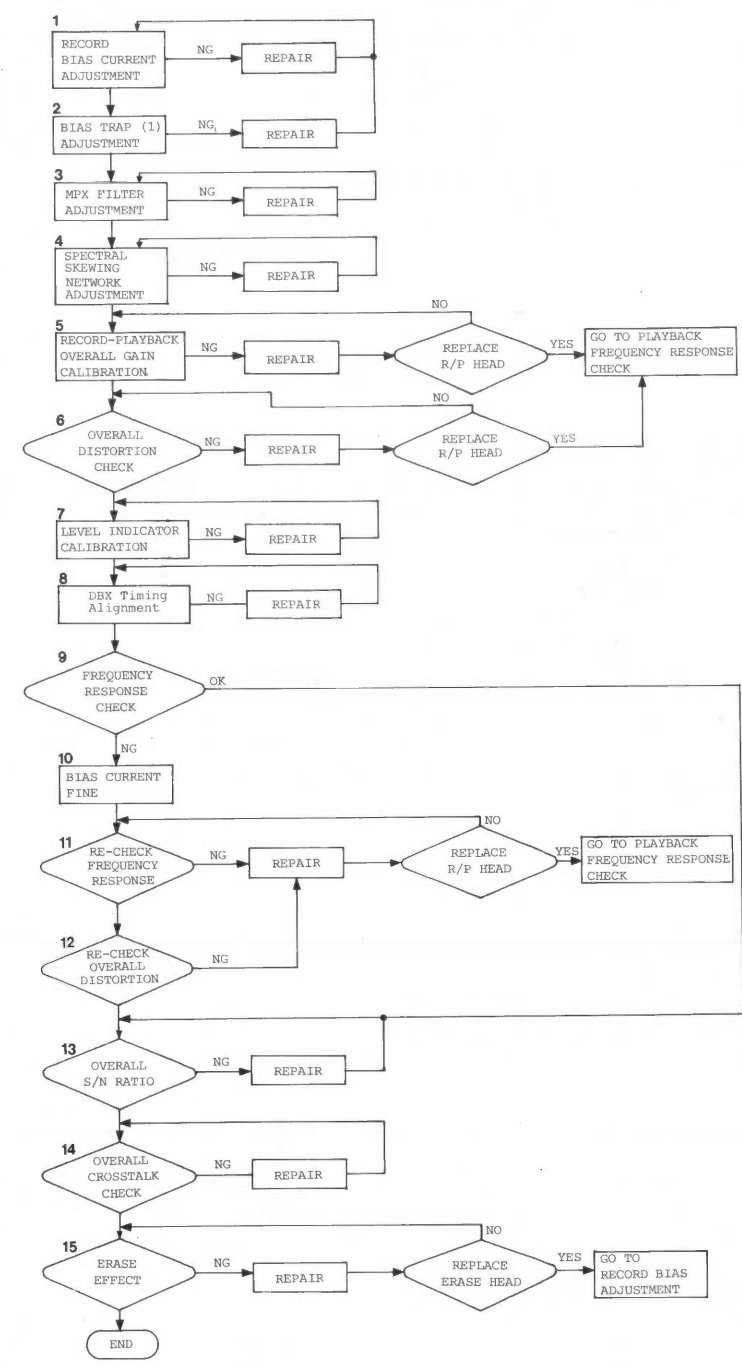 1
RECORD
BIAS CURRENT
ADJUSTMENT
NG
REPAIR
2
BIAS TRAP (1)
ADJUSTMENT
NG
REPAIR
3
MPX FILTER
ADJUSTMENT
NG
REPAIR
4
SPECTRAL
SKEWING
NETWORK
ADJUSTMENT
NG
REPAIR
5
RECORD-PLAYBACK
OVERALL GAIN
CALIBRATION
NG
REPAIR
NO
REPLACE
R/P HEAD
YES
GO TO PLAYBACK
FREQUENCY RESPONSE
CHECK
6
OVERALL
DISTORTION
CHECK
NG
REPAIR
NO
REPLACE
R/P HEAD
YES
7
LEVEL INDICATOR
CALIBRATION
NG
REPAIR
8
DBX Timing
Alignment
NG
REPAIR
9
FREQUENCY
RESPONSE
CHECK
OK
NG
10
BIAS CURRENT
FINE
11
RE-CHECK
FREQUENCY
RESPONSE
NG
REPAIR
NO
REPLACE
R/P HEAD
YES
GO TO PLAYBACK
FREQUENCY RESPONSE
CHECK
12
RE-CHECK
OVERALL
DISTORTION
NG
13
OVERALL
S/N RATIO
NG
REPAIR
14
OVERALL
CROSSTALK
CHECK
NG
REPAIR
15
ERASE
EFFECT
NG
REPAIR
NO
REPLACE
ERASE HEAD
YES
GO TO
RECORD BIAS
ADJUSTMENT
END